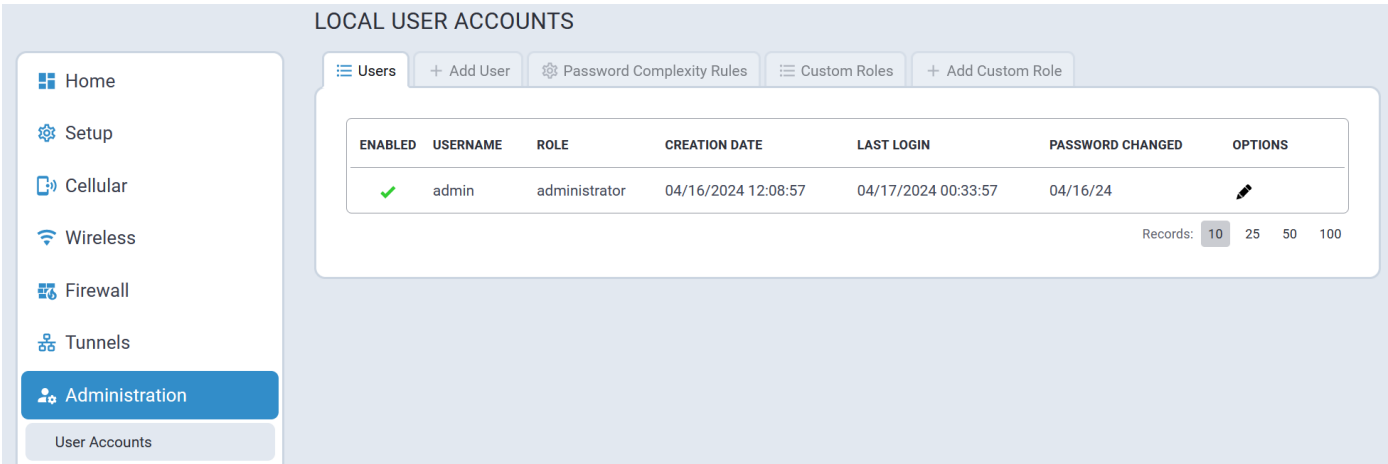 LOCAL USER ACCOUNTS
Home
Setup
Cellular
Wireless
Firewall
Tunnels
Administration
User Accounts
Users
Add User
Password Complexity Rules
Custom Roles
Add Custom Role
ENABLED USERNAME ROLE CREATION DATE LAST LOGIN PASSWORD CHANGED OPTIONS
admin administrator 04/16/2024 12:08:57 04/17/2024 00:33:57 04/16/24
Records: 10 25 50 100